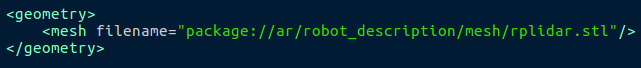 <geometry>
    <mesh filename="package://ar/robot_description/mesh/rplidar.stl"/>
</geometry>